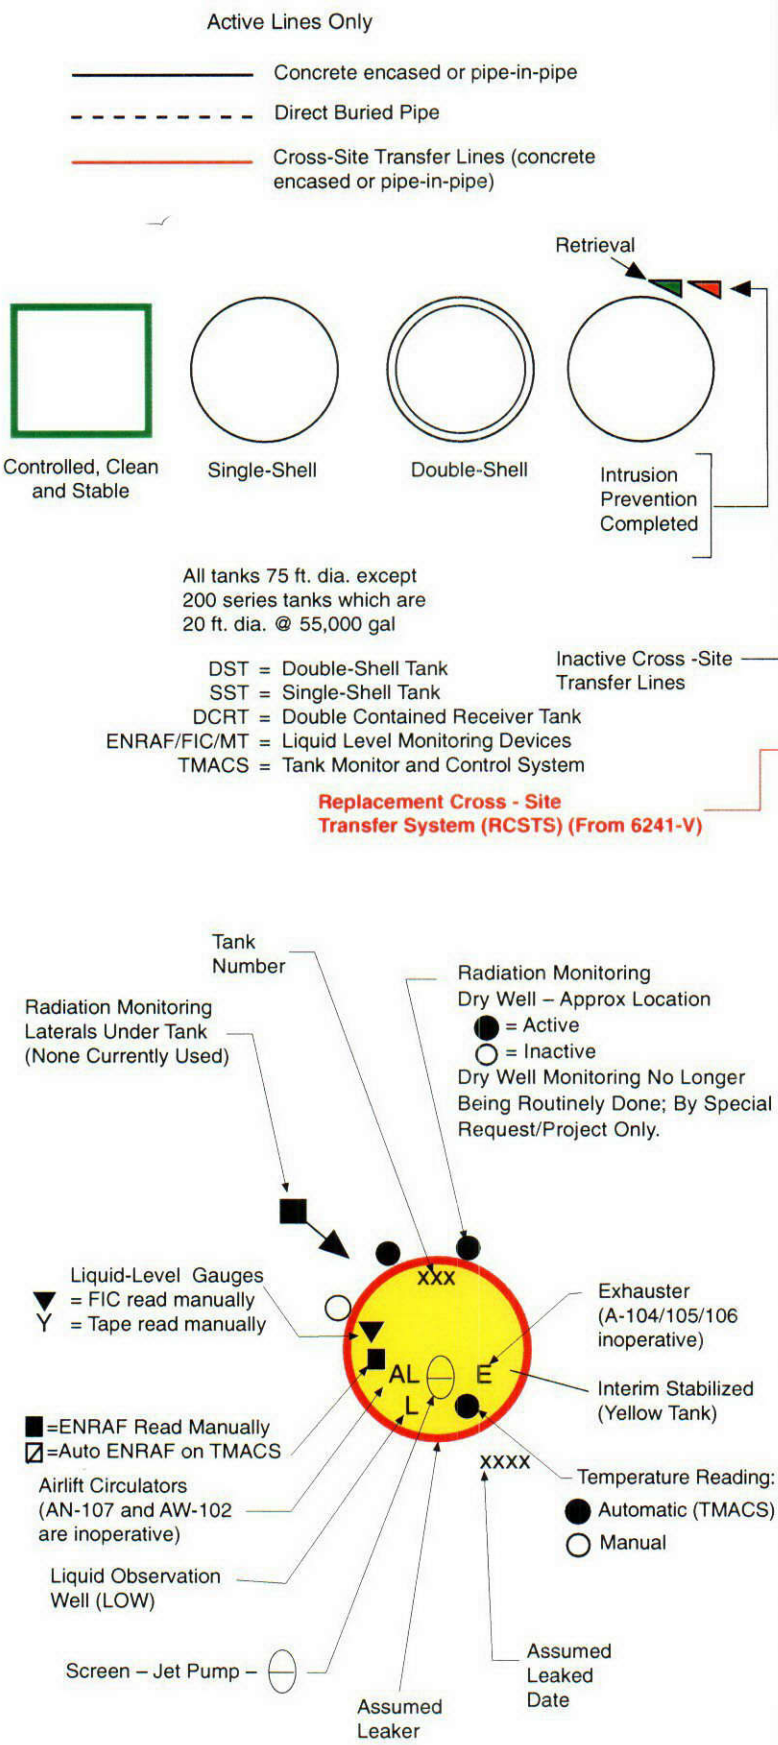 Active Lines Only
Concrete encased or pipe-in-pipe
Direct Buried Pipe
Cross-Site Transfer Lines (concrete
encased or pipe-in-pipe)
Retrieval
Controlled, Clean
and Stable
Single-Shell
Double-Shell
Intrusion
Prevention
Completed
All tanks 75 ft. dia. except
200 series tanks which are
20 ft. dia. @ 55,000 gal
DST = Double-Shell Tank
SST = Single-Shell Tank
DCRT = Double Contained Receiver Tank
ENRAF/FIC/MT = Liquid Level Monitoring Devices
TMACS = Tank Monitor and Control System
Inactive Cross -Site
Transfer Lines
Replacement Cross - Site
Transfer System (RCSTS) (From 6241-V)
Tank
Number
Radiation Monitoring
Laterals Under Tank
(None Currently Used)
Radiation Monitoring
Dry Well – Approx Location
= Active
= Inactive
Dry Well Monitoring No Longer
Being Routinely Done; By Special
Request/Project Only.
Liquid-Level Gauges
= FIC read manually
Y = Tape read manually
xxx
AL
E
L
xxxx
Exhauster
(A-104/105/106
inoperative)
Interim Stabilized
(Yellow Tank)
=ENRAF Read Manually
=Auto ENRAF on TMACS
Airlift Circulators
(AN-107 and AW-102
are inoperative)
Temperature Reading:
Automatic (TMACS)
Manual
Liquid Observation
Well (LOW)
Screen – Jet Pump –
Assumed
Leaker
Assumed
Leaked
Date